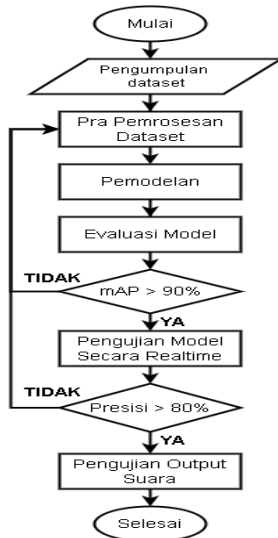 Mulai
Pengumpulan
dataset
Pra Pemrosesan
Dataset
Pemodelan
Evaluasi Model
TIDAK
mAP > 90%
YA
Pengujian Model
Secara Realtime
TIDAK
Presisi > 80%
YA
Pengujian Output
Suara
Selesai